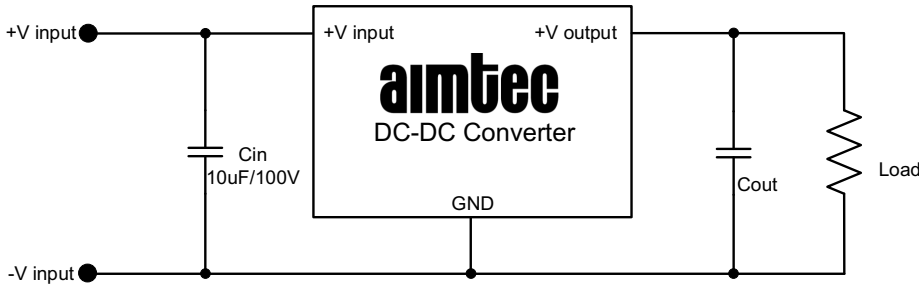 +V input
+V input
+V output
aimtec
DC-DC Converter
Cin
10uF/100V
GND
Cout
Load
-V input